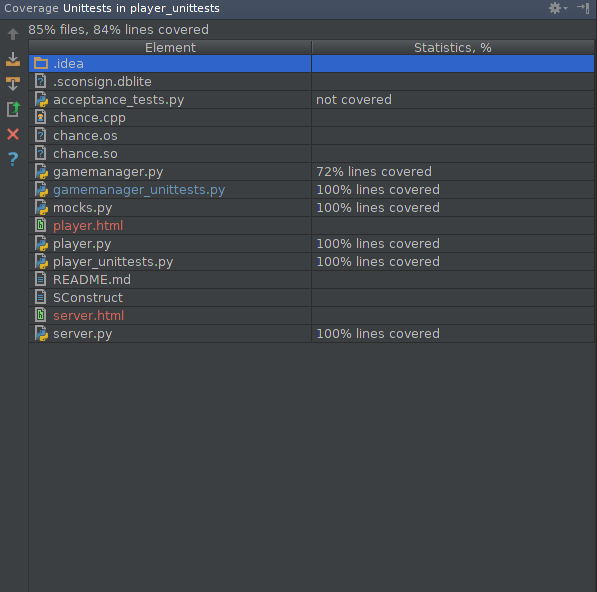 Coverage Unittests in player_unittests
85% files, 84% lines covered
Element Statistics, %
.idea
.sconsign.dblite
acceptance_tests.py not covered
chance.cpp
chance.os
chance.so
gamemanager.py 72% lines covered
gamemanager_unittests.py 100% lines covered
mocks.py 100% lines covered
player.html
player.py 100% lines covered
player_unittests.py 100% lines covered
README.md
SConstruct
server.html
server.py 100% lines covered